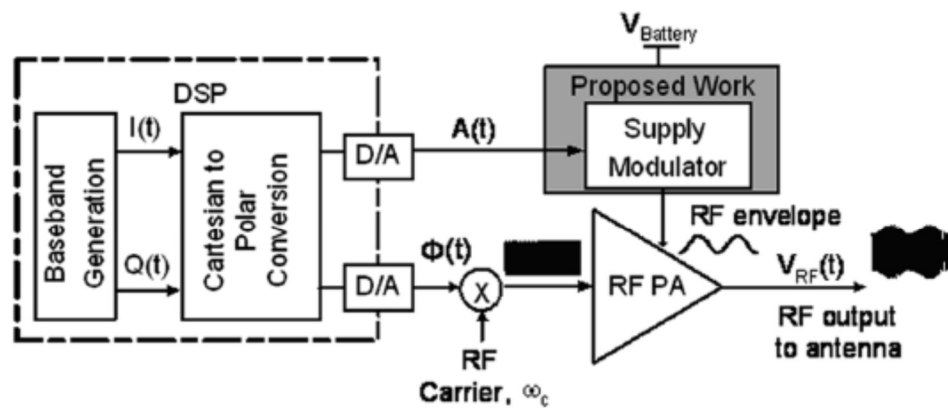 V_Battery
Proposed Work
Supply
Modulator
DSP
I(t)
Baseband
Generation
Q(t)
Cartesian to
Polar
Conversion
D/A
A(t)
D/A
Φ(t)
X
RF
Carrier, ω_c
RF PA
RF envelope
V_RF(t)
RF output
to antenna